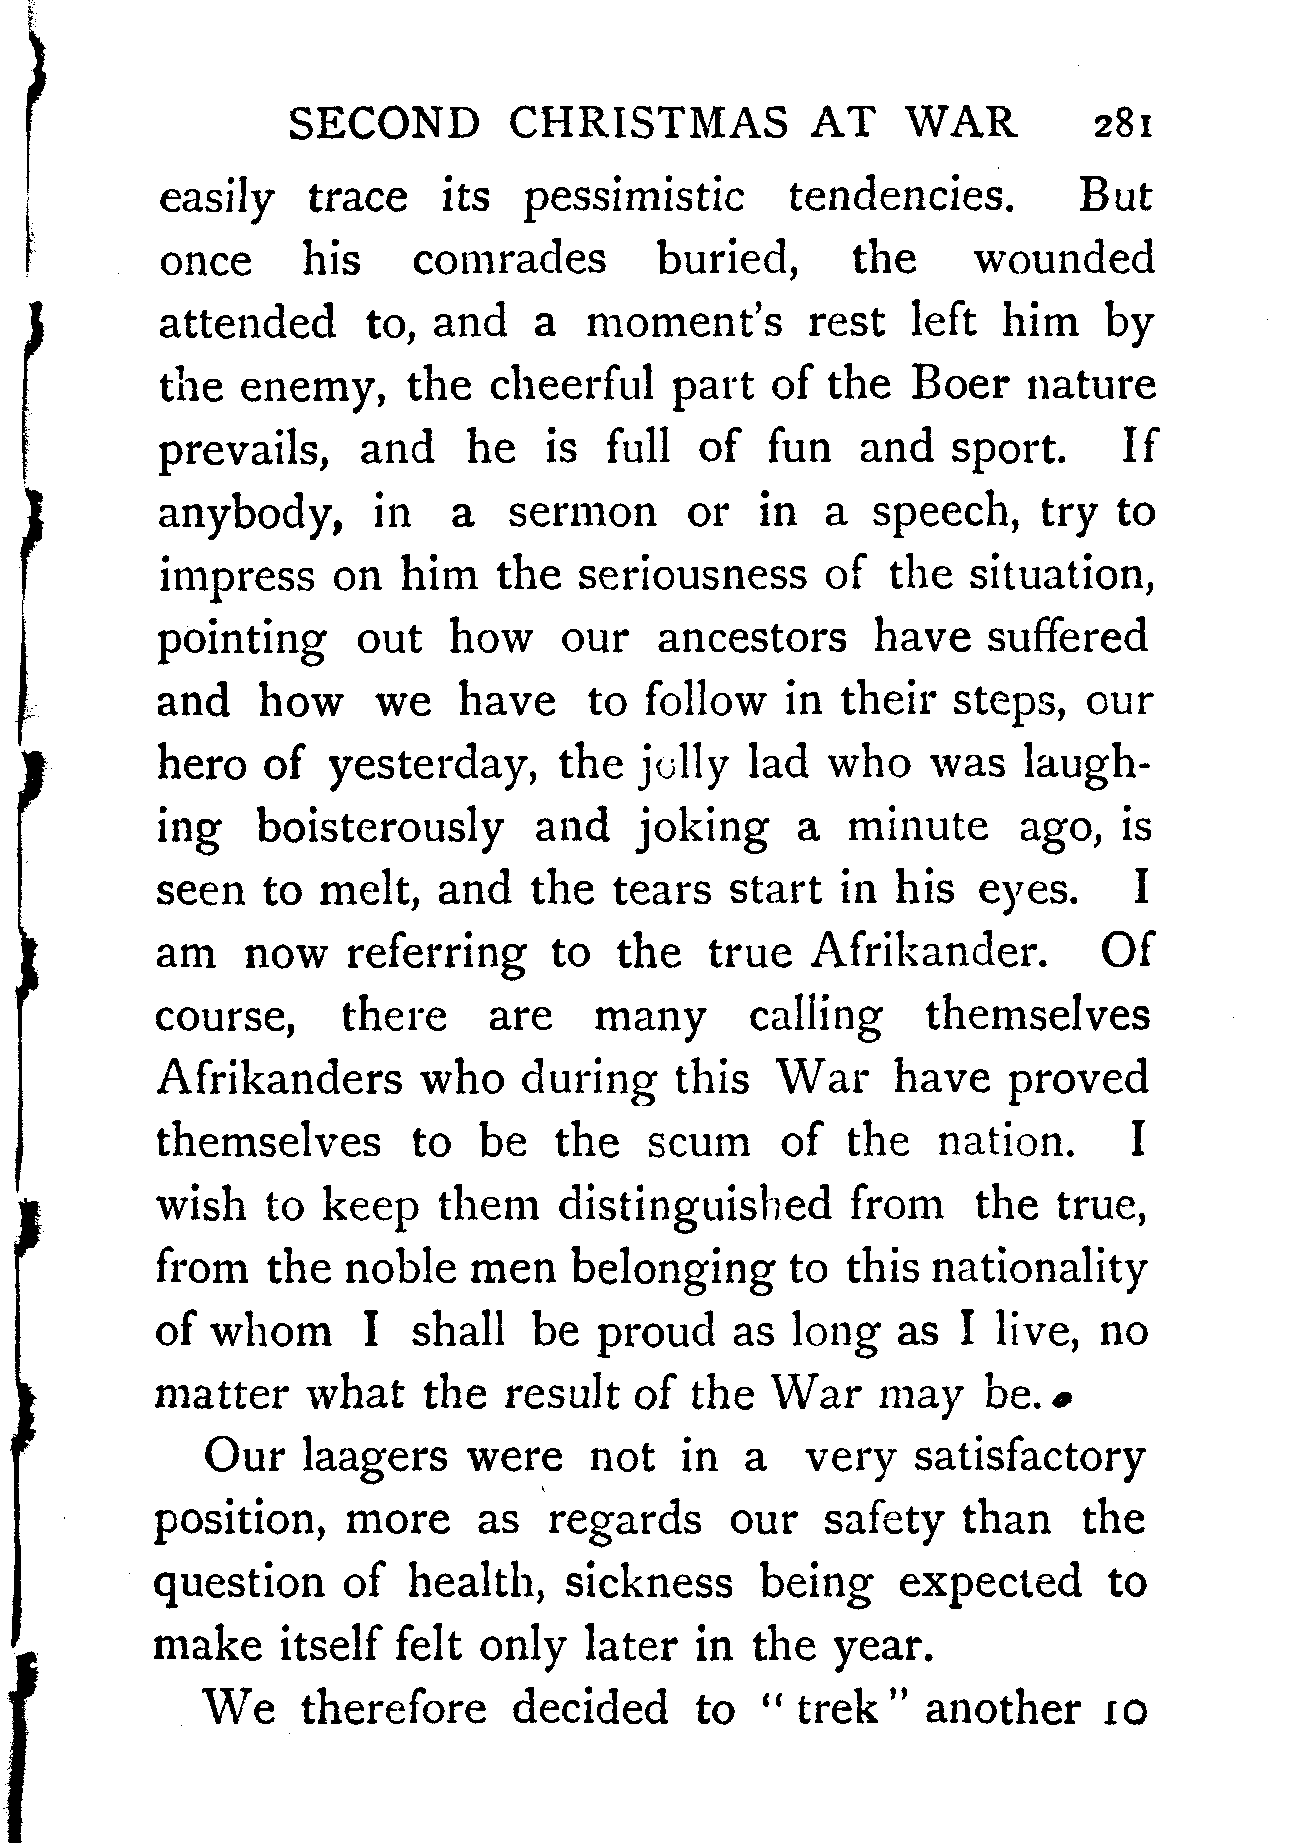 SECOND CHRISTMAS AT WAR 281
easily trace its pessimistic tendencies. But
once his comrades buried, the wounded
attended to, and a moment's rest left him by
the enemy, the cheerful part of the Boer nature
prevails, and he is full of fun and sport. If
anybody, in a sermon or in a speech, try to
impress on him the seriousness of the situation,
pointing out how our ancestors have suffered
and how we have to follow in their steps, our
hero of yesterday, the jolly lad who was laugh-
ing boisterously and joking a minute ago, is
seen to melt, and the tears start in his eyes. I
am now referring to the true Afrikander. Of
course, there are many calling themselves
Afrikanders who during this War have proved
themselves to be the scum of the nation. I
wish to keep them distinguished from the true,
from the noble men belonging to this nationality
of whom I shall be proud as long as I live, no
matter what the result of the War may be.
Our laagers were not in a very satisfactory
position, more as regards our safety than the
question of health, sickness being expected to
make itself felt only later in the year.
We therefore decided to "trek" another 10